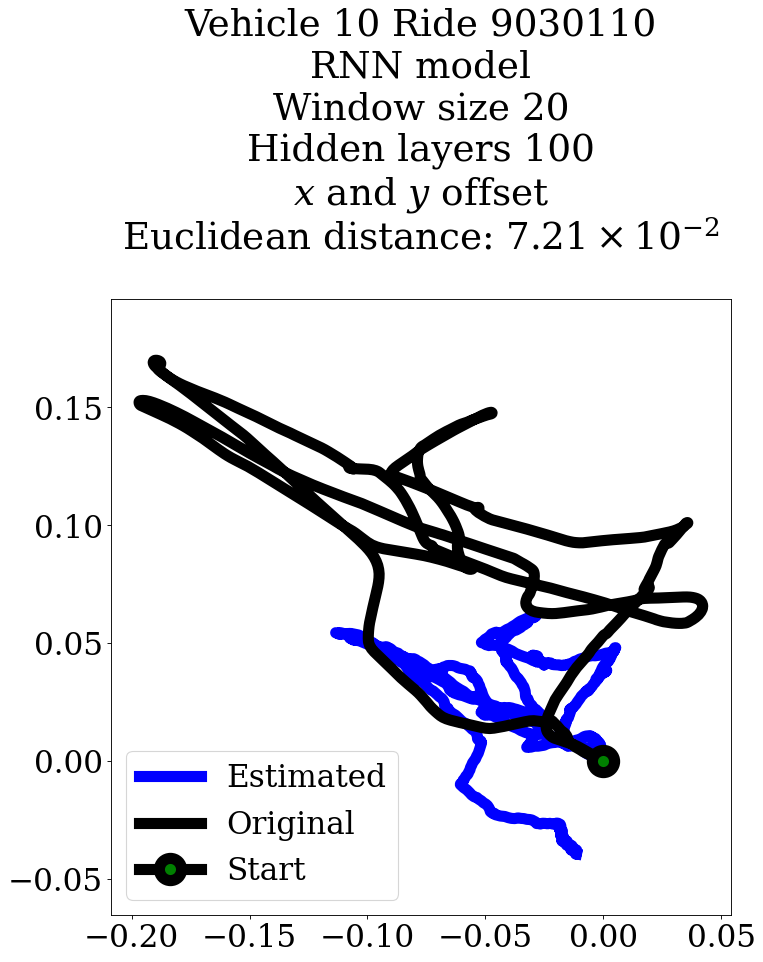 Vehicle 10 Ride 9030110
RNN model
Window size 20
Hidden layers 100
x and y offset
Euclidean distance: 7.21 × 10⁻²
0.15
0.10
0.05
0.00
−0.05
Estimated
Original
Start
−0.20 −0.15 −0.10 −0.05 0.00 0.05